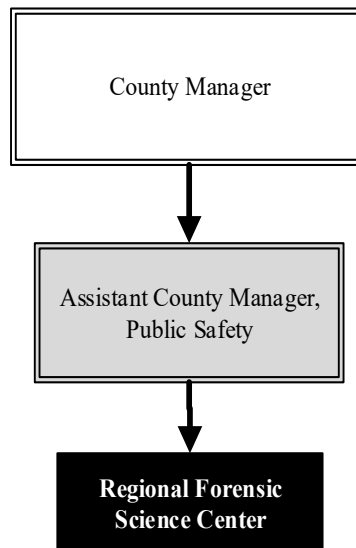 County Manager
Assistant County Manager,
Public Safety
Regional Forensic
Science Center